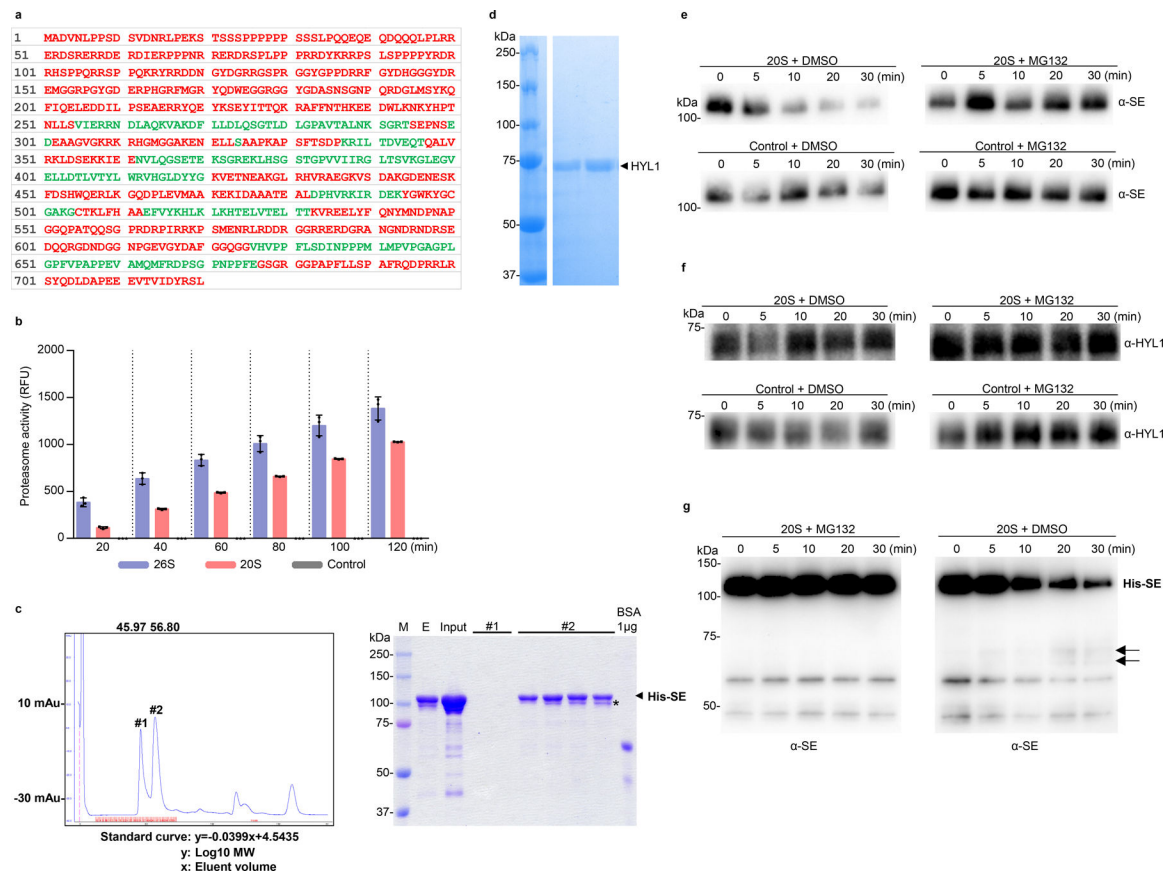 a
1 MADVNLPPSD SVDNRLPEKS TSSSSPPPPPP SSSLPQQEQE QDQQQLPLRR
51 ERDSRERRDE RDIERPPPNR RERDRSPLPP PRRDYKRRPS LSPPPPYRDR
101 RHSPPQRRSP PQKRYRRDDN GYDGRRGSPR GGYGPPDRRF GYDHGGGYDR
151 MGGRPGYGDE RPHGRFMGRY YQDWEGGRGG YGDASNSGNP QRDGLMSYKQ
201 FIQELEDDIL PSEAERRYQE YKSEYITTQK RAFFNTHKEE DWLKNKYHPT
251 NLLSVIERRN DLAQKVAKDF LLDLQSGTLD LGPAVTALNK SGRTSEPNSE
301 DEAAGVGKRK RHGMGGAKEN ELLSAAPKAP SFTSDPKRIL TDVEQTQALV
351 RKLDSEKKIE ENVLQGSETE KSGREKLHSG STGPVVIIRG LTSVKGLEGV
401 ELLDTLVTYL WRVHGLDYYG KVETNEAKGL RHVRAEGKVS DAKGDENESK
451 FDSHWQERLK GQDPLEVMAA KEKIDAAATE ALDPHVRKIR DEKYGWKYGC
501 GAKGCTKLFH AAEFVYKHLK LKHTELVTEL TTKVREELYF QNYMNDPNAP
551 GGQPATQQSG PRDRPIRRKP SMENRLRDDR GGRRERDGRA NGNDRNDRSE
601 DQQRGDNDGG NPGEVGYDAF GGQGGVHVPP FLSDINPPPM LMPVPGAGPL
651 GPFVPAPPEV AMQMFRDPSG PNPPFEGSGR GGPAPFLLSP AFRQDPRRLR
701 SYQDLDAPEE EVTVIDYRSL
b
Proteasome activity (RFU)
2000
1500
1000
500
0
20 40 60 80 100 120 (min)
26S 20S Control
c
45.97 56.80
10 mAu
-30 mAu
#1 #2
Standard curve: y=-0.0399x+4.5435
y: Log10 MW
x: Eluent volume
M E Input #1 #2 BSA 1µg
kDa
250
150
100
75
50
37
His-SE
*
d
kDa
250
150
100
75
50
37
HYL1
e
20S + DMSO
0 5 10 20 30 (min)
kDa
100
20S + MG132
0 5 10 20 30 (min)
α-SE
Control + DMSO
0 5 10 20 30 (min)
100
Control + MG132
0 5 10 20 30 (min)
α-SE
f
20S + DMSO
0 5 10 20 30 (min)
kDa
75
20S + MG132
0 5 10 20 30 (min)
α-HYL1
Control + DMSO
0 5 10 20 30 (min)
75
Control + MG132
0 5 10 20 30 (min)
α-HYL1
g
20S + MG132
0 5 10 20 30 (min)
kDa
150
100
75
50
α-SE
20S + DMSO
0 5 10 20 30 (min)
His-SE
α-SE